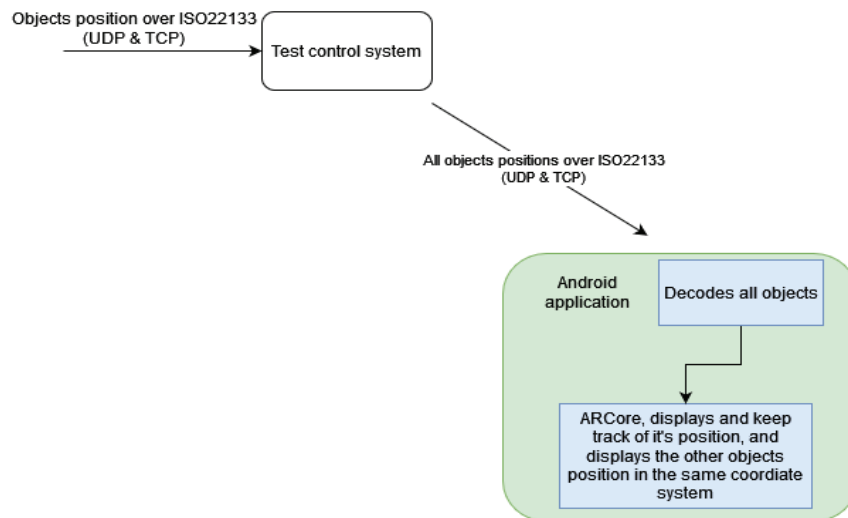 Objects position over ISO22133
(UDP & TCP)
Test control system
All objects positions over ISO22133
(UDP & TCP)
Android
application
Decodes all objects
ARCore, displays and keep
track of it's position, and
displays the other objects
position in the same coordiate
system